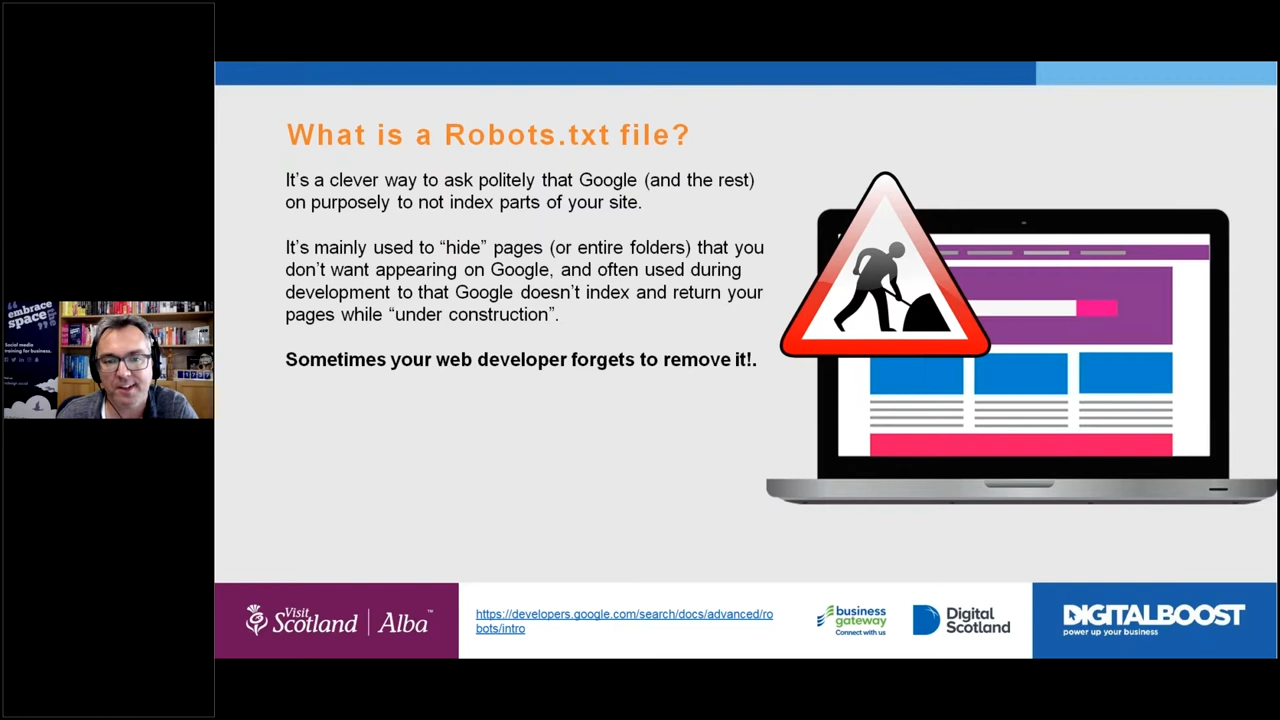 What is a Robots.txt file?
It's a clever way to ask politely that Google (and the rest)
on purposely to not index parts of your site.
It's mainly used to “hide” pages (or entire folders) that you
don't want appearing on Google, and often used during
development to that Google doesn't index and return your
pages while “under construction”.
Sometimes your web developer forgets to remove it!.
“embrace
space
the
Social media
training for business.
Visit
Scotland | Alba™
https://developers.google.com/search/docs/advanced/ro
bots/intro
business
gateway
Connect with us
Digital
Scotland
DIGITALBOOST
power up your business